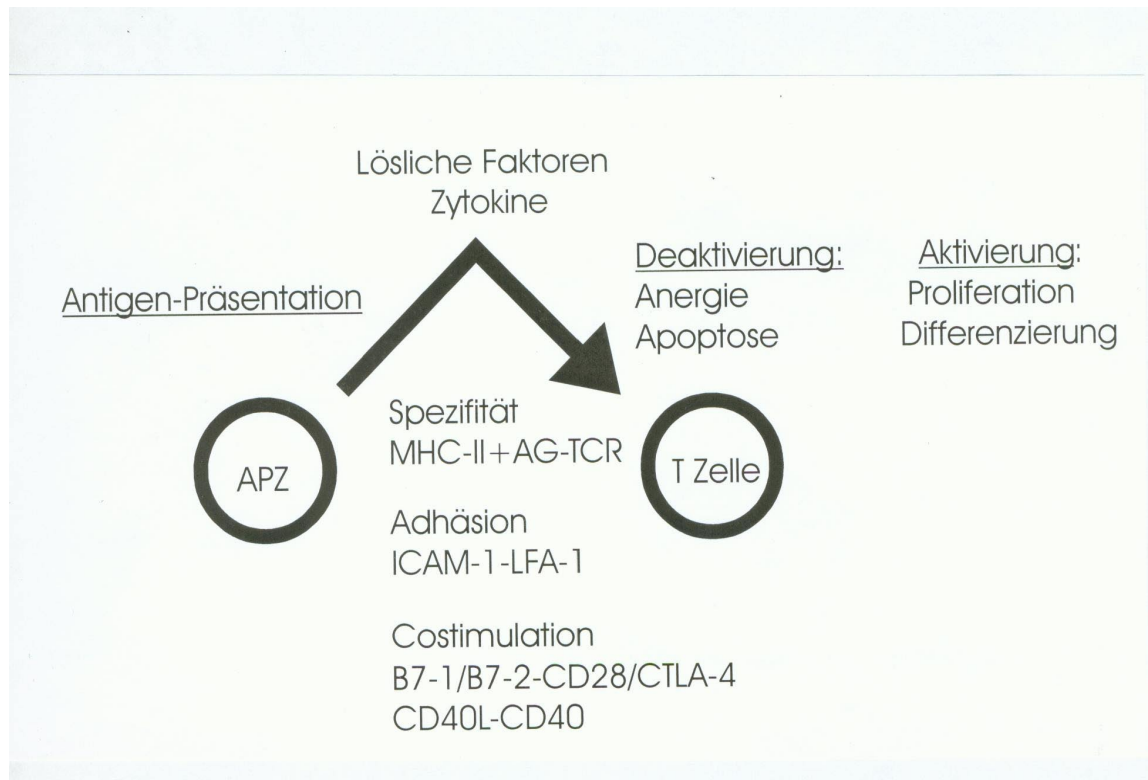 Lösliche Faktoren
Zytokine
Antigen-Präsentation
Deaktivierung:
Anergie
Apoptose
Aktivierung:
Proliferation
Differenzierung
APZ
Spezifität
MHC-II+AG-TCR
T Zelle
Adhäsion
ICAM-1-LFA-1
Costimulation
B7-1/B7-2-CD28/CTLA-4
CD40L-CD40